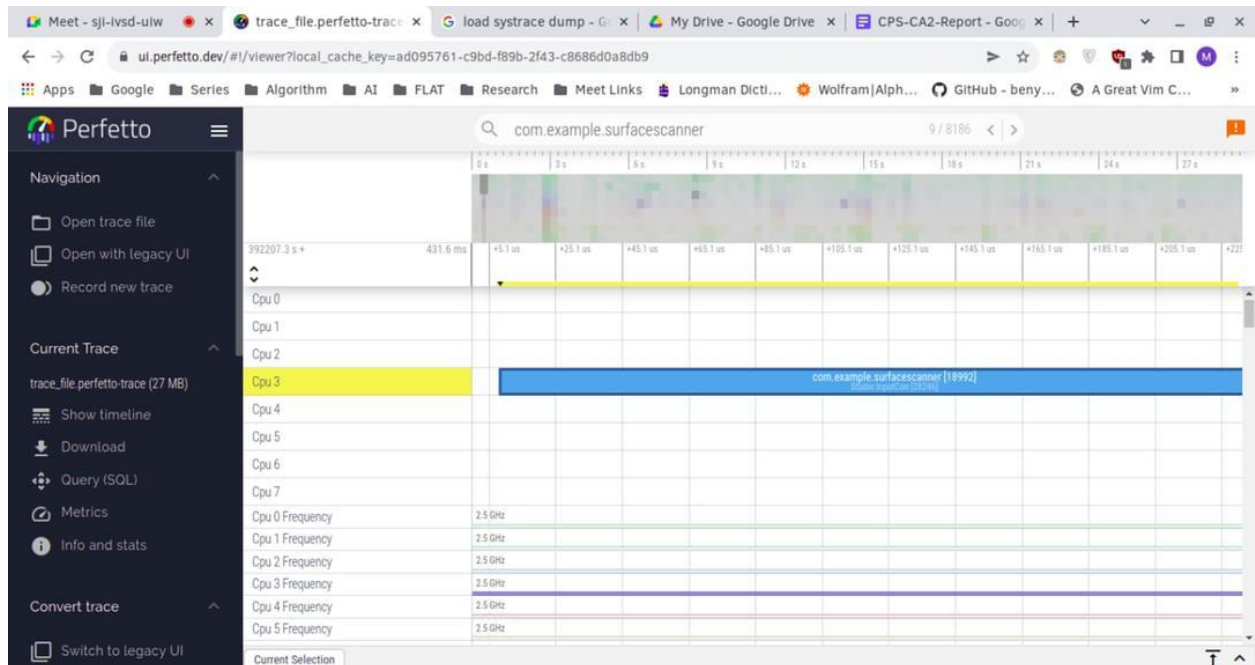 Meet - sji-ivsd-uiw
trace_file.perfetto-trace
load systrace dump - Go
My Drive - Google Drive
CPS-CA2-Report - Goog
ui.perfetto.dev/#!/viewer?local_cache_key=ad095761-c9bd-f89b-2f43-c8686d0a8db9
M
Apps Google Series Algorithm AI FLAT Research Meet Links Longman Dicti... Wolfram|Alph... GitHub - beny... A Great Vim C... »
Perfetto
com.example.surfacescanner 9 / 8186
0 s 3 s 6 s 9 s 12 s 15 s 18 s 21 s 24 s 27 s
Navigation
Open trace file
Open with legacy UI
Record new trace
392207.3 s + 431.6 ms +5.1 us +25.1 us +45.1 us +65.1 us +85.1 us +105.1 us +125.1 us +145.1 us +165.1 us +185.1 us +205.1 us
Cpu 0
Cpu 1
Current Trace
Cpu 2
trace_file.perfetto-trace (27 MB)
Cpu 3 com.example.surfacescanner [18992]
Studio:InputCon [28246]
Show timeline
Cpu 4
Download
Cpu 5
Query (SQL)
Cpu 6
Cpu 7
Metrics
Cpu 0 Frequency 2.5 GHz
Info and stats
Cpu 1 Frequency 2.5 GHz
Cpu 2 Frequency 2.5 GHz
Cpu 3 Frequency 2.5 GHz
Convert trace
Cpu 4 Frequency 2.5 GHz
Cpu 5 Frequency 2.5 GHz
Switch to legacy UI
Current Selection